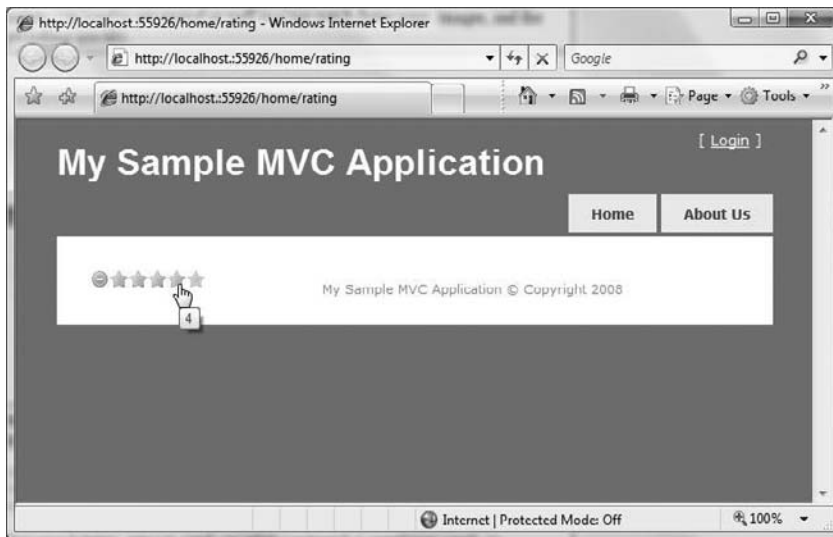 http://localhost.:55926/home/rating - Windows Internet Explorer
http://localhost.:55926/home/rating
Google
http://localhost.:55926/home/rating
Page
Tools
[ Login ]
My Sample MVC Application
Home
About Us
4
My Sample MVC Application © Copyright 2008
Internet | Protected Mode: Off
100%